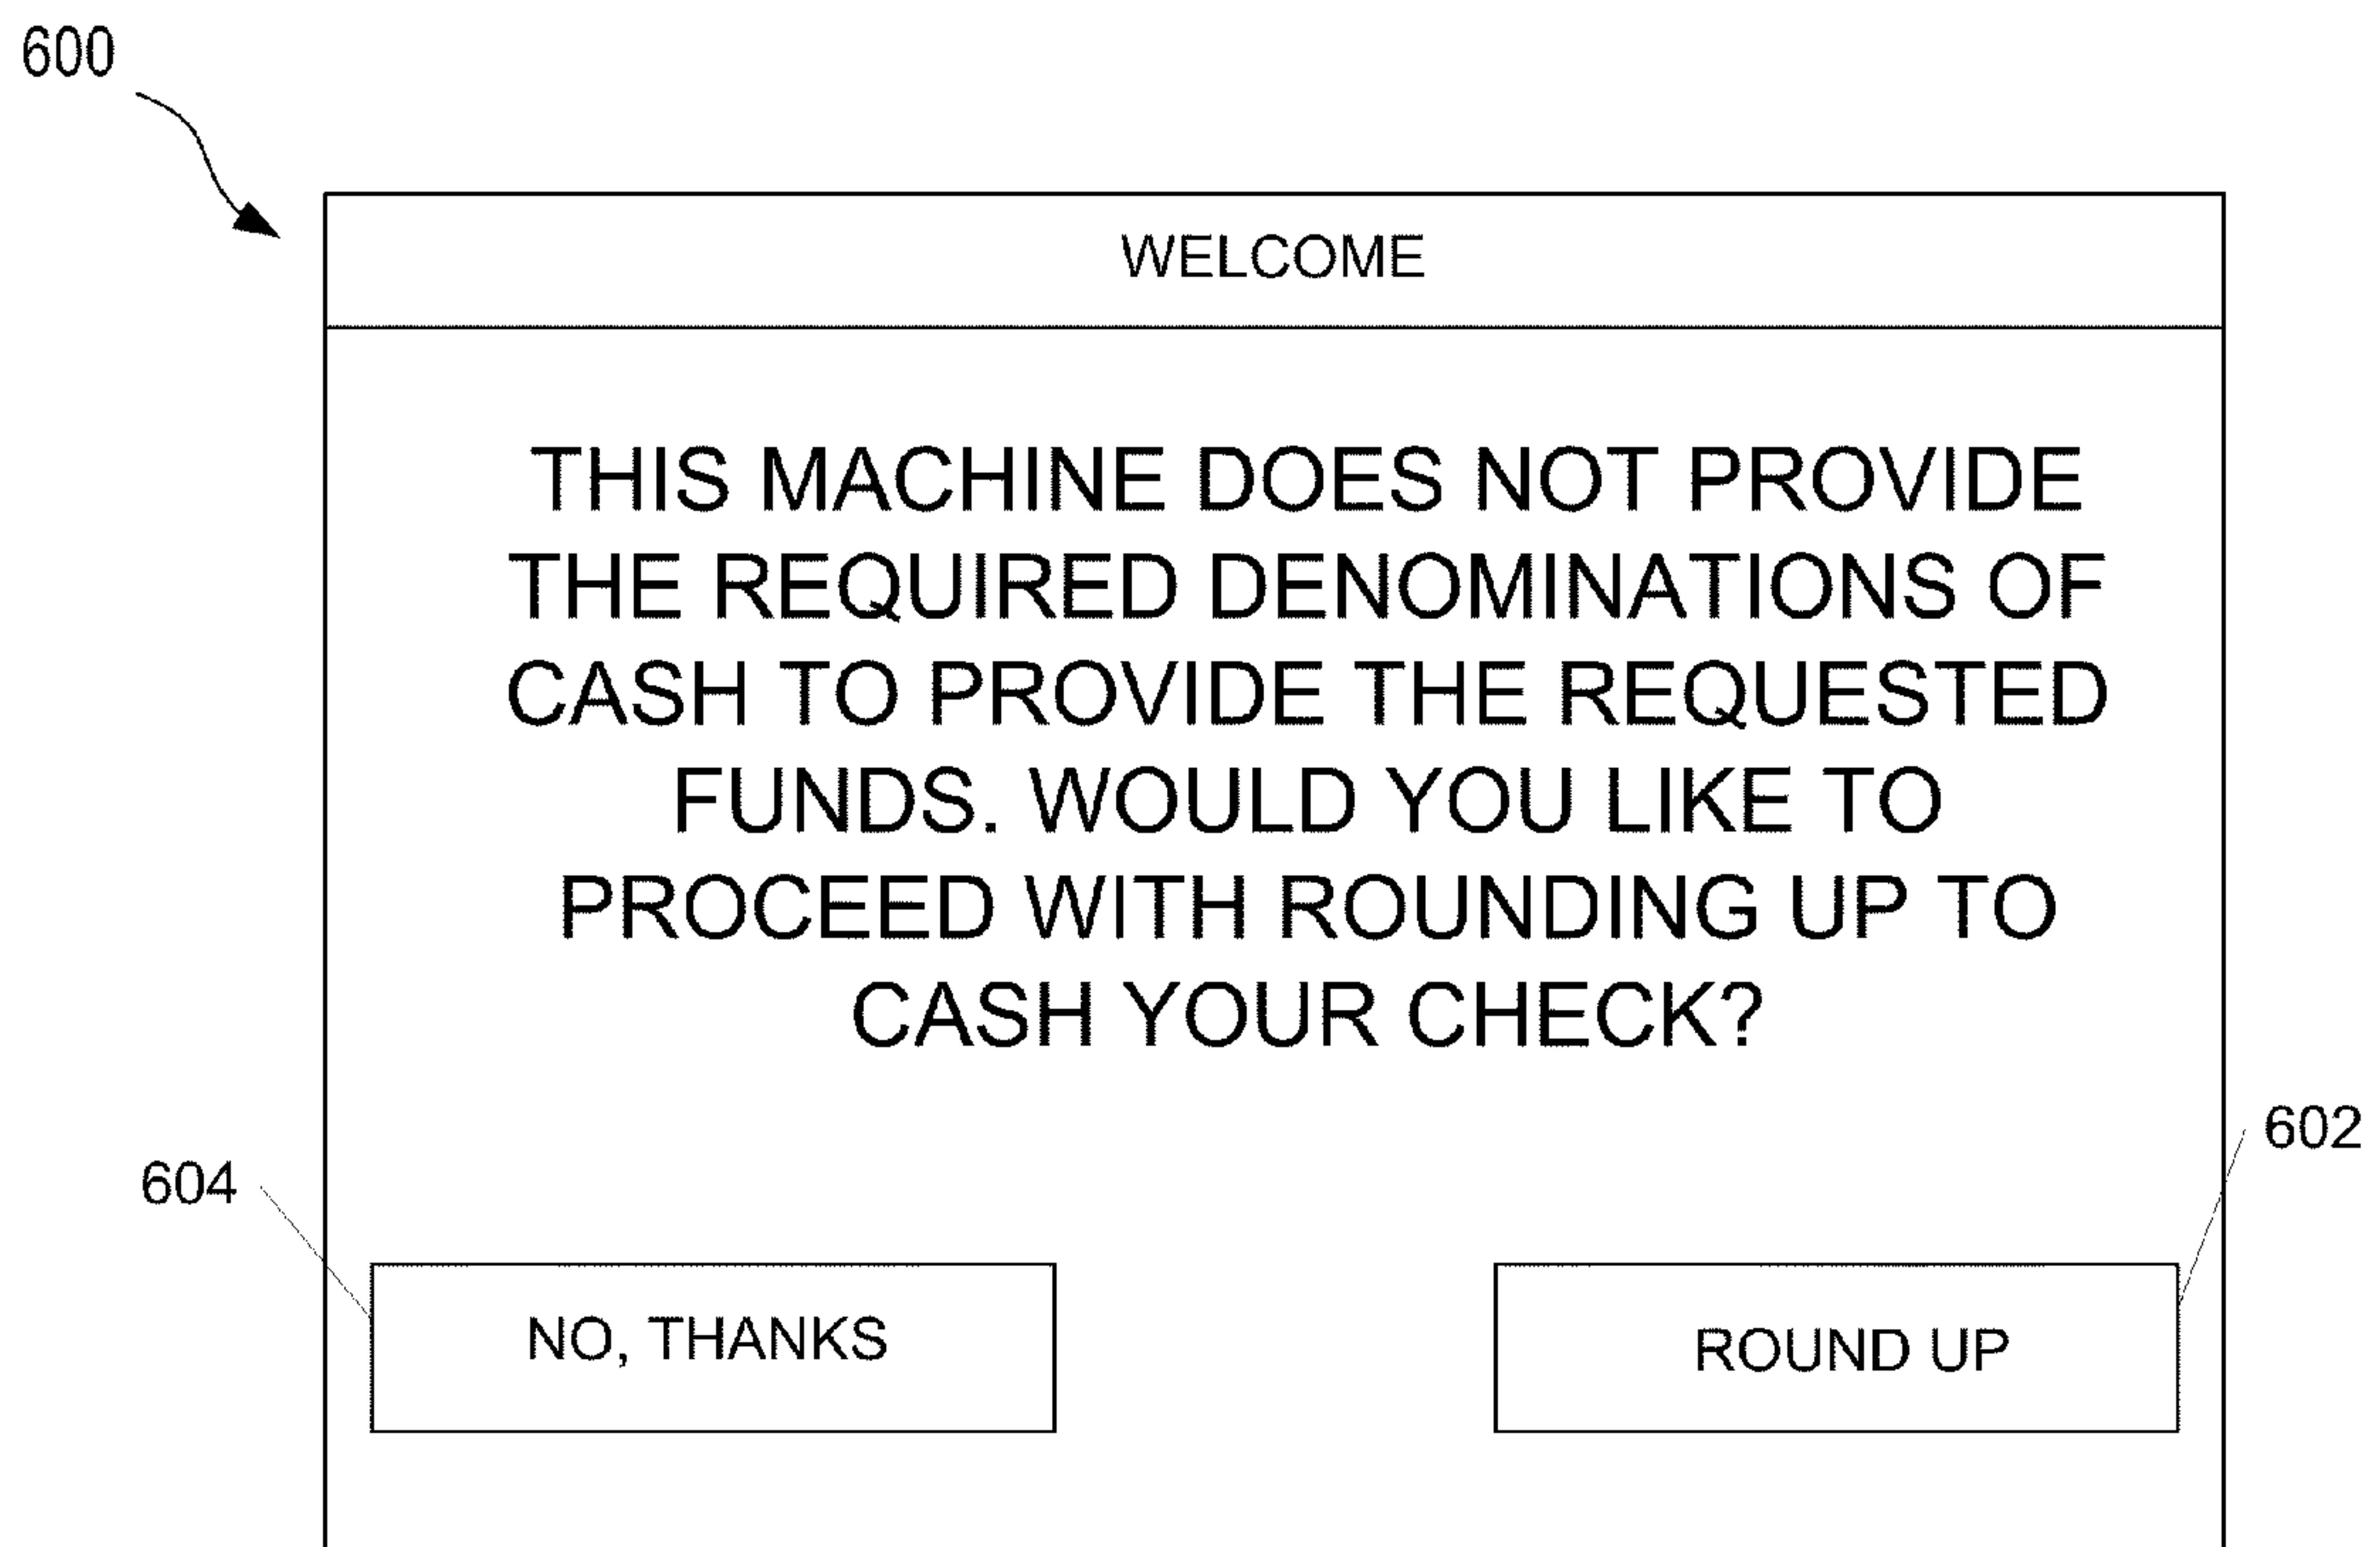 600
WELCOME
THIS MACHINE DOES NOT PROVIDE
THE REQUIRED DENOMINATIONS OF
CASH TO PROVIDE THE REQUESTED
FUNDS. WOULD YOU LIKE TO
PROCEED WITH ROUNDING UP TO
CASH YOUR CHECK?
602
604
NO, THANKS
ROUND UP